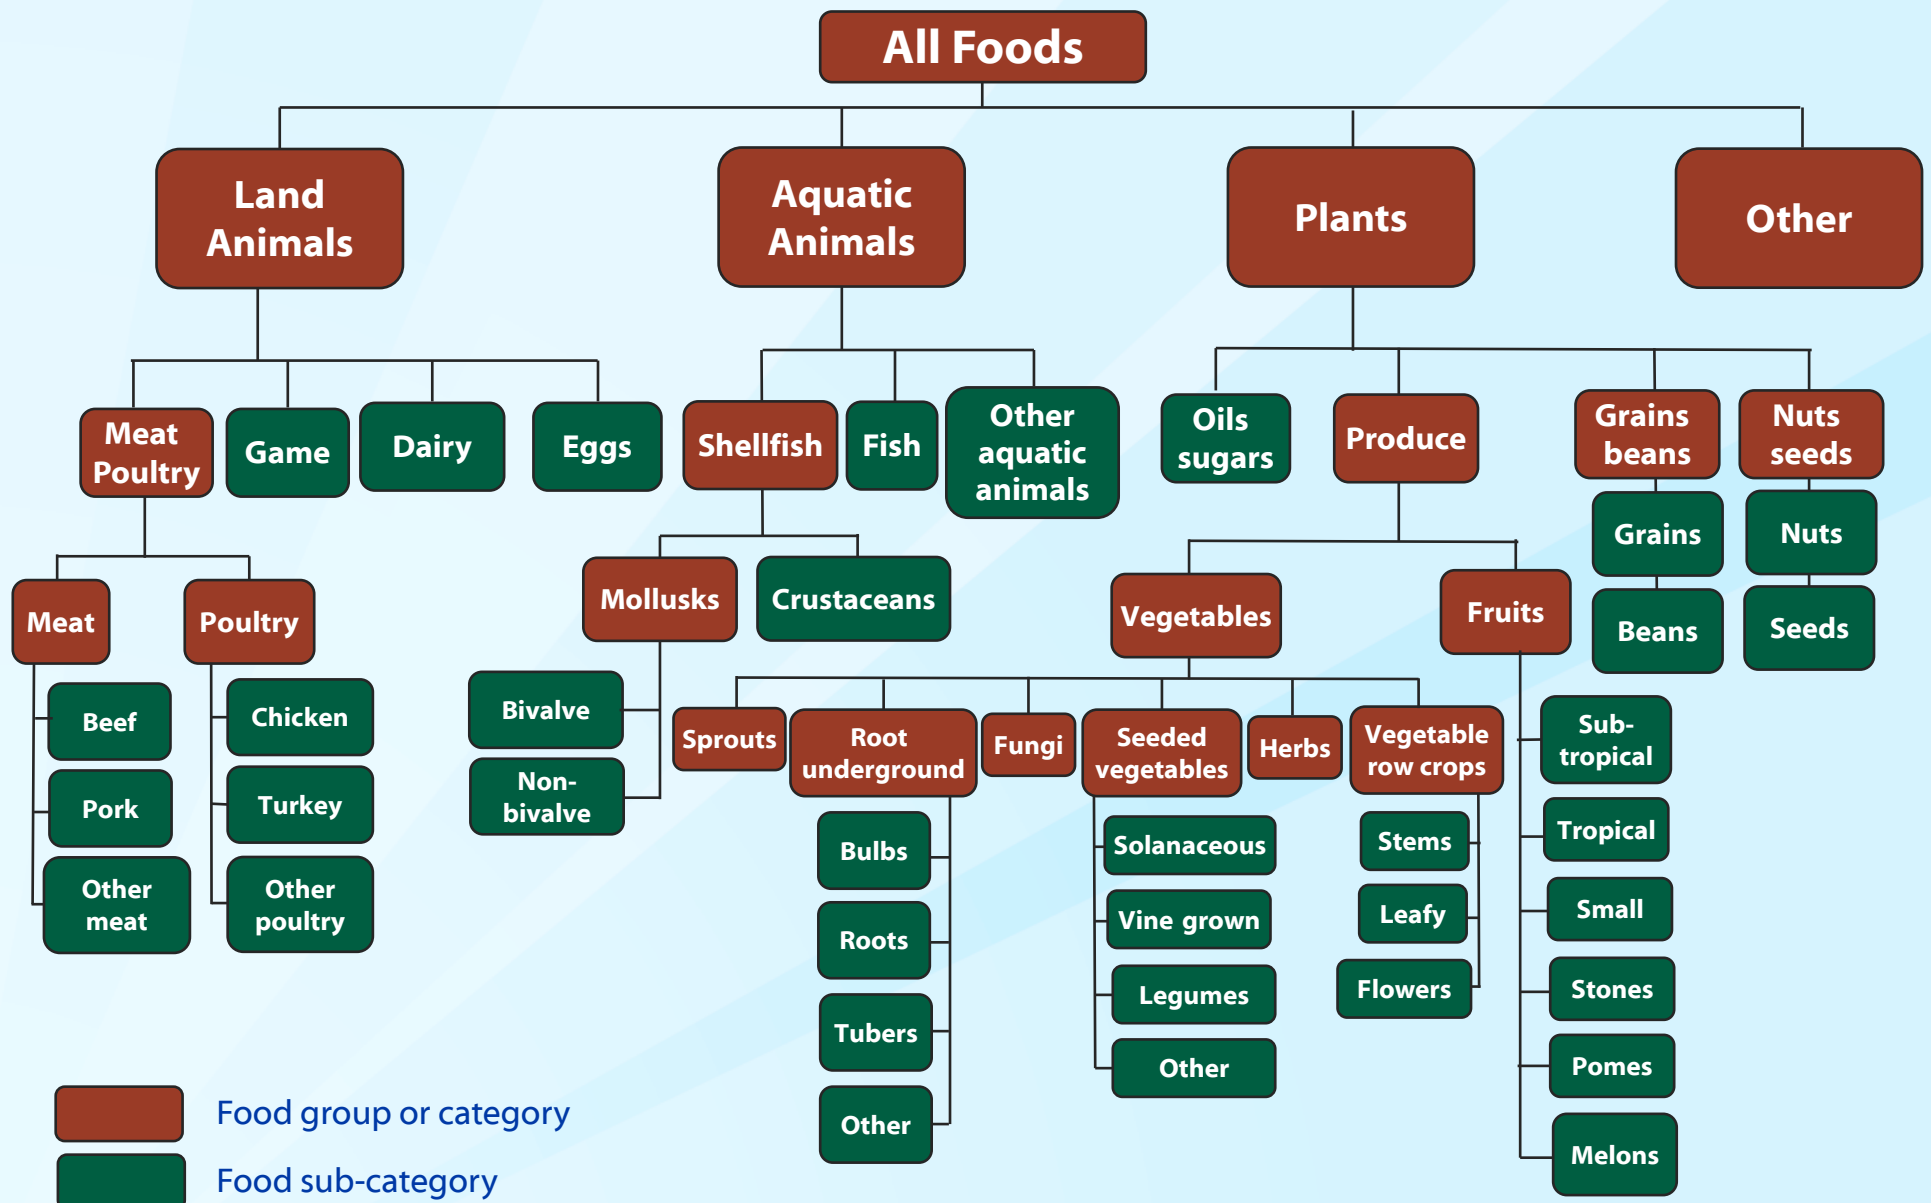 All Foods
Land
Animals
Aquatic
Animals
Plants
Other
Meat
Poultry
Game
Dairy
Eggs
Shellfish
Fish
Other
aquatic
animals
Oils
sugars
Produce
Grains
beans
Nuts
seeds
Grains
Beans
Nuts
Seeds
Meat
Poultry
Mollusks
Crustaceans
Vegetables
Fruits
Beef
Pork
Other
meat
Chicken
Turkey
Other
poultry
Bivalve
Non-
bivalve
Sprouts
Root
underground
Fungi
Seeded
vegetables
Herbs
Vegetable
row crops
Bulbs
Roots
Tubers
Other
Solanaceous
Vine grown
Legumes
Other
Stems
Leafy
Flowers
Sub-
tropical
Tropical
Small
Stones
Pomes
Melons
Food group or category
Food sub-category